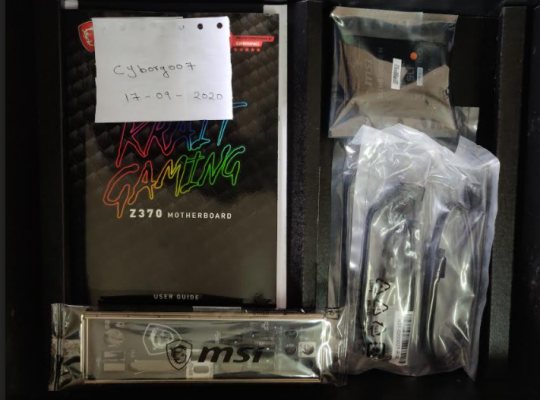 Cyborg007
17-09-2020
KRAIT
GAMING
Z370 MOTHERBOARD
USER GUIDE
msi